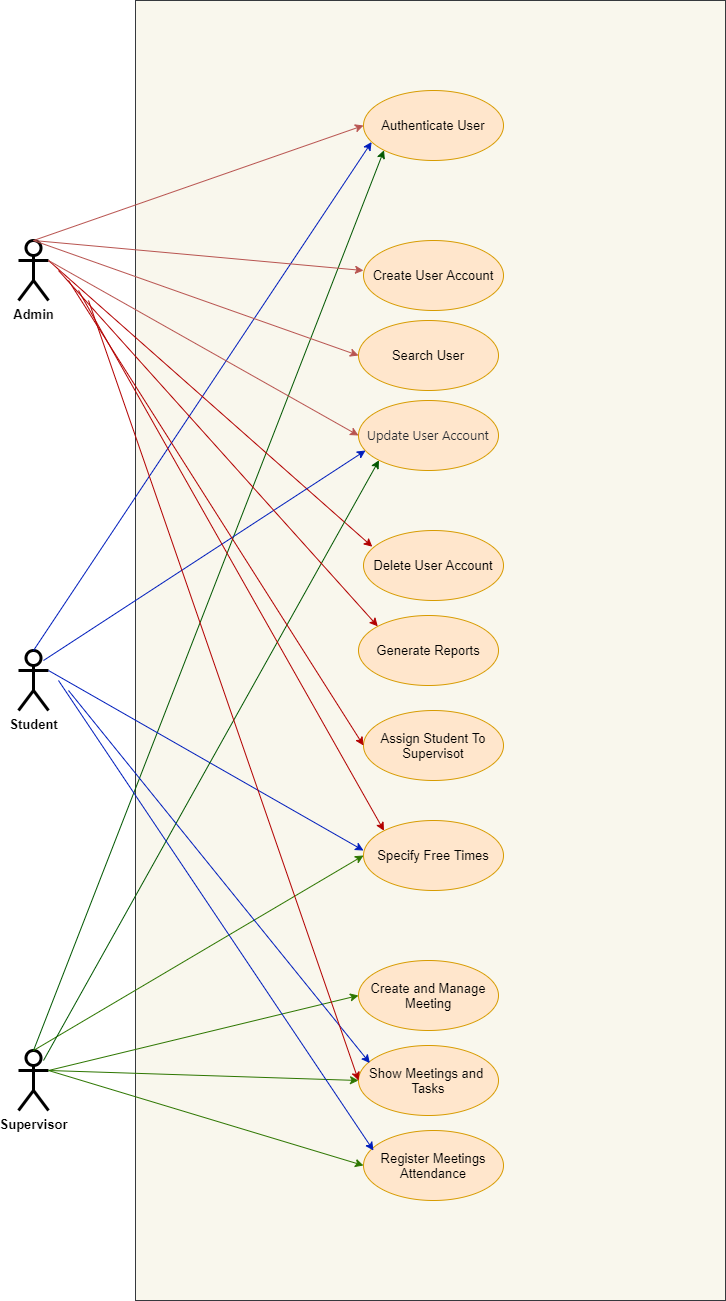 Authenticate User
Admin
Create User Account
Search User
Update User Account
Delete User Account
Generate Reports
Student
Assign Student To
Supervisot
Specify Free Times
Create and Manage
Meeting
Supervisor
Show Meetings and
Tasks
Register Meetings
Attendance